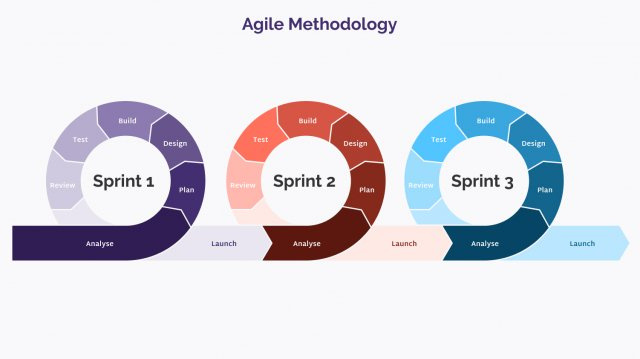 Agile Methodology
Build
Test
Design
Review
Sprint 1
Plan
Analyse
Launch
Build
Test
Design
Review
Sprint 2
Plan
Analyse
Launch
Build
Test
Design
Review
Sprint 3
Plan
Analyse
Launch